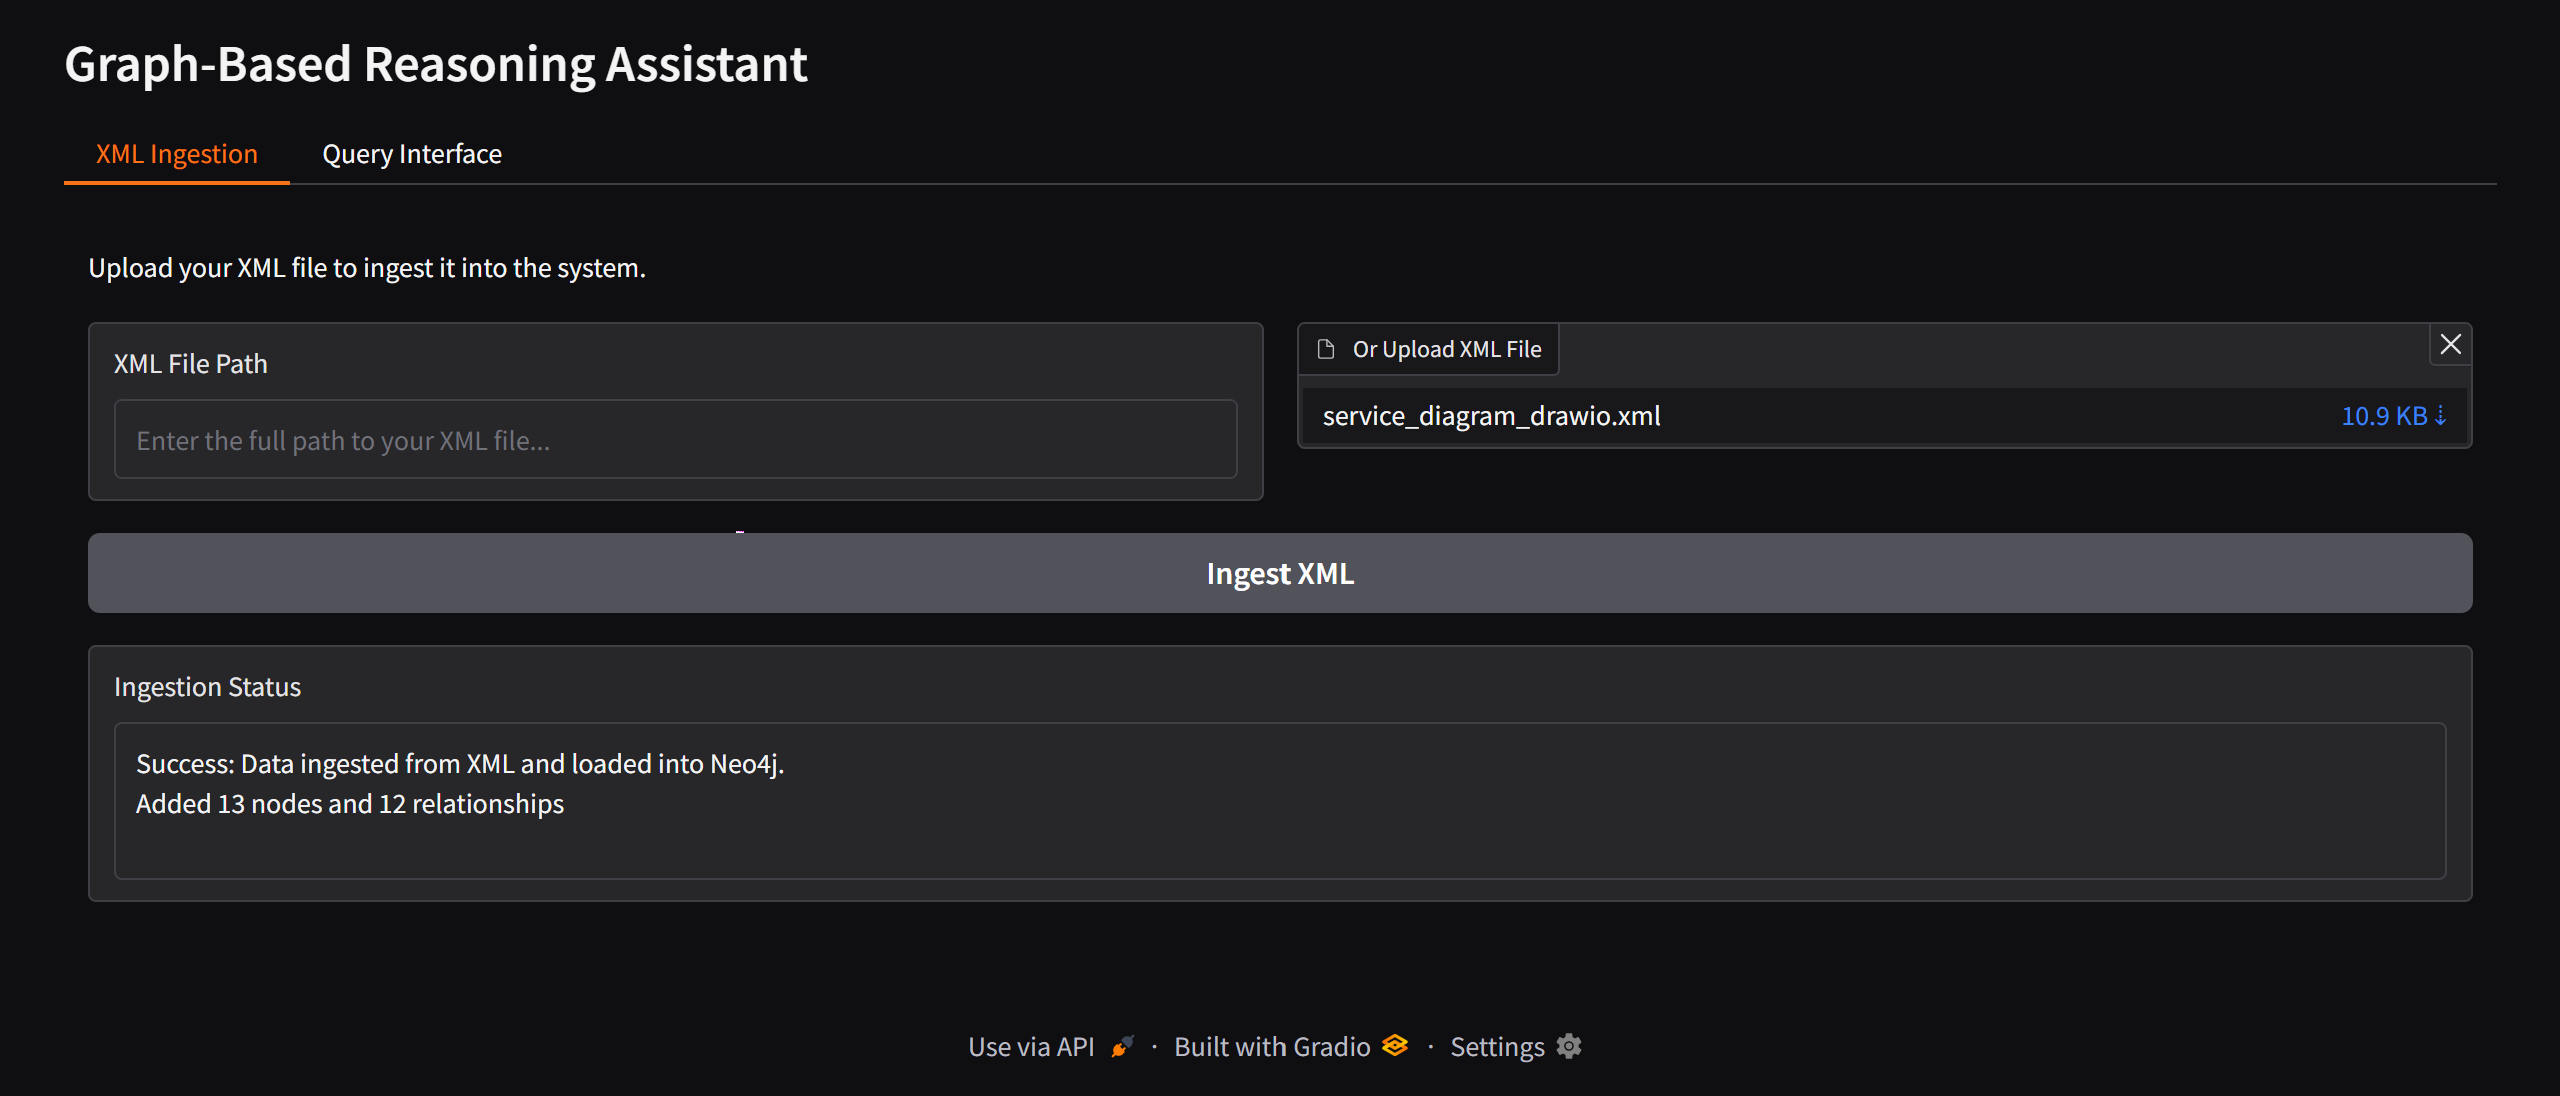 Graph-Based Reasoning Assistant
XML Ingestion
Query Interface
Upload your XML file to ingest it into the system.
XML File Path
Enter the full path to your XML file...
Or Upload XML File
service_diagram_drawio.xml
10.9 KB ⇣
Ingest XML
Ingestion Status
Success: Data ingested from XML and loaded into Neo4j.
Added 13 nodes and 12 relationships
Use via API · Built with Gradio · Settings